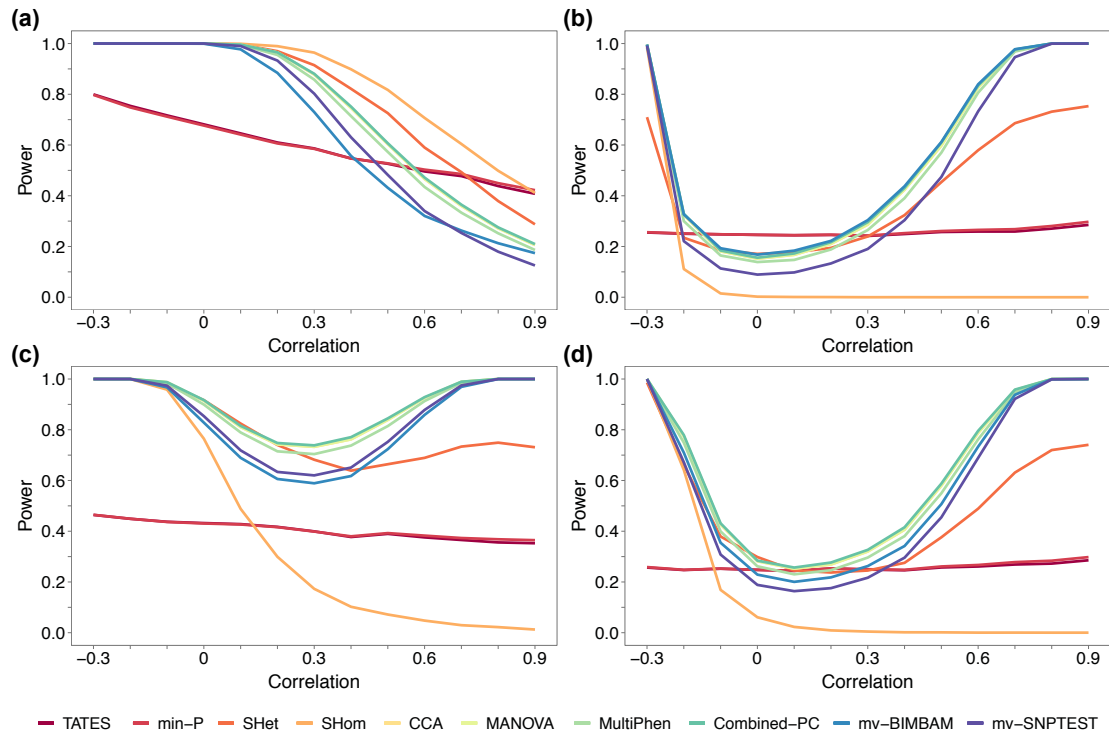 (a)
1.0
0.8
0.6
0.4
0.2
0.0
Power
−0.3 0 0.3 0.6 0.9
Correlation
(b)
1.0
0.8
0.6
0.4
0.2
0.0
Power
−0.3 0 0.3 0.6 0.9
Correlation
(c)
1.0
0.8
0.6
0.4
0.2
0.0
Power
−0.3 0 0.3 0.6 0.9
Correlation
(d)
1.0
0.8
0.6
0.4
0.2
0.0
Power
−0.3 0 0.3 0.6 0.9
Correlation
TATES min−P SHet SHom CCA MANOVA MultiPhen Combined−PC mv−BIMBAM mv−SNPTEST